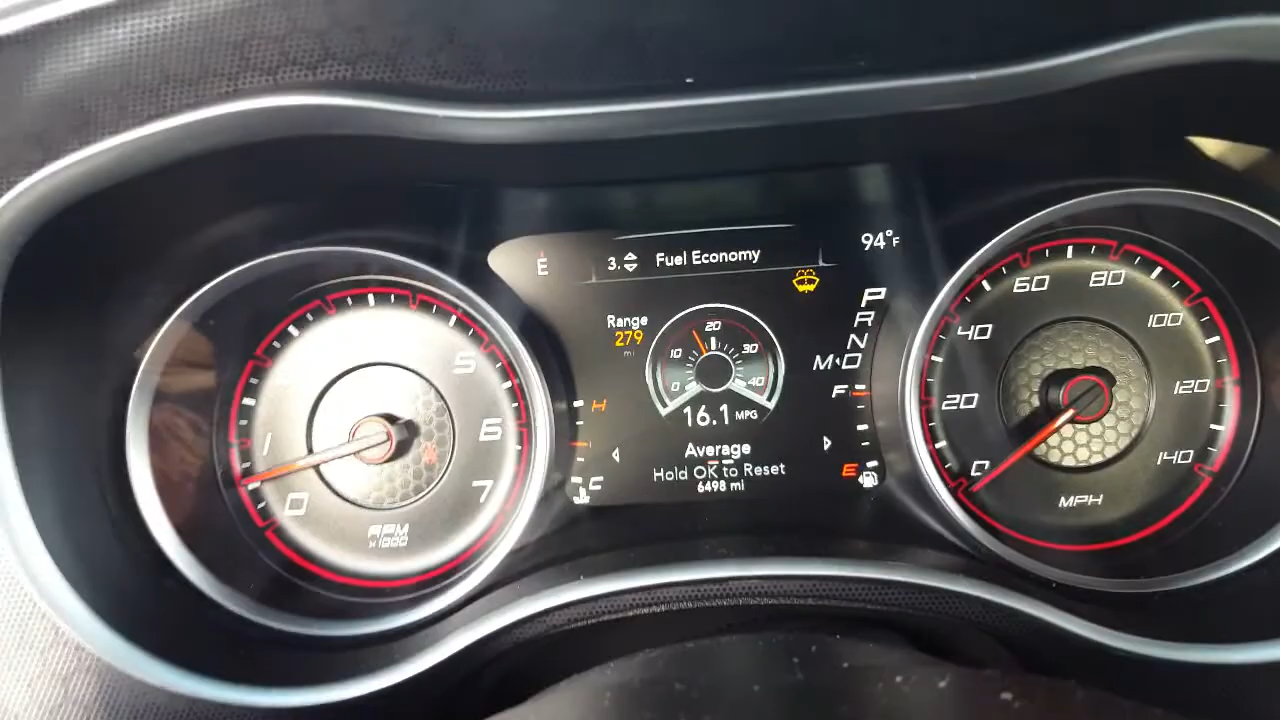 E
3. Fuel Economy
94°F
Range
279
mi
0 10 20 30 40
16.1 MPG
Average
Hold OK to Reset
6498 mi
P
R
N
M D
F
E
H
C
0 1 5 6 7
RPM
x1000
0 20 40 60 80 100 120 140
MPH